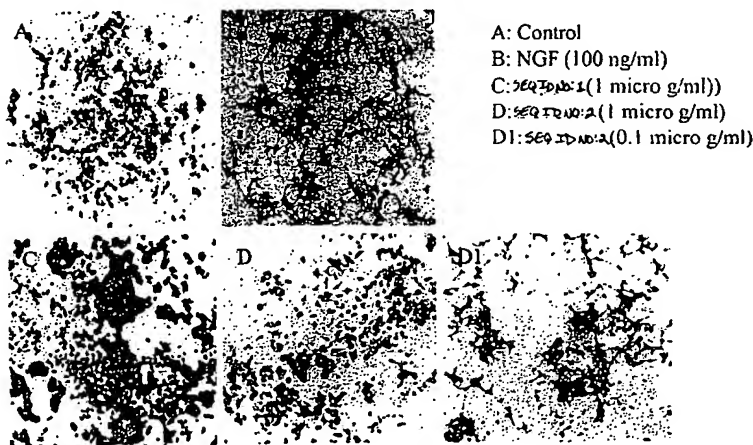 A
A: Control
B: NGF (100 ng/ml)
C: SEQ ID NO:1 (1 micro g/ml))
D: SEQ ID NO:2 (1 micro g/ml)
D1: SEQ ID NO:2 (0.1 micro g/ml)
C
D
D1